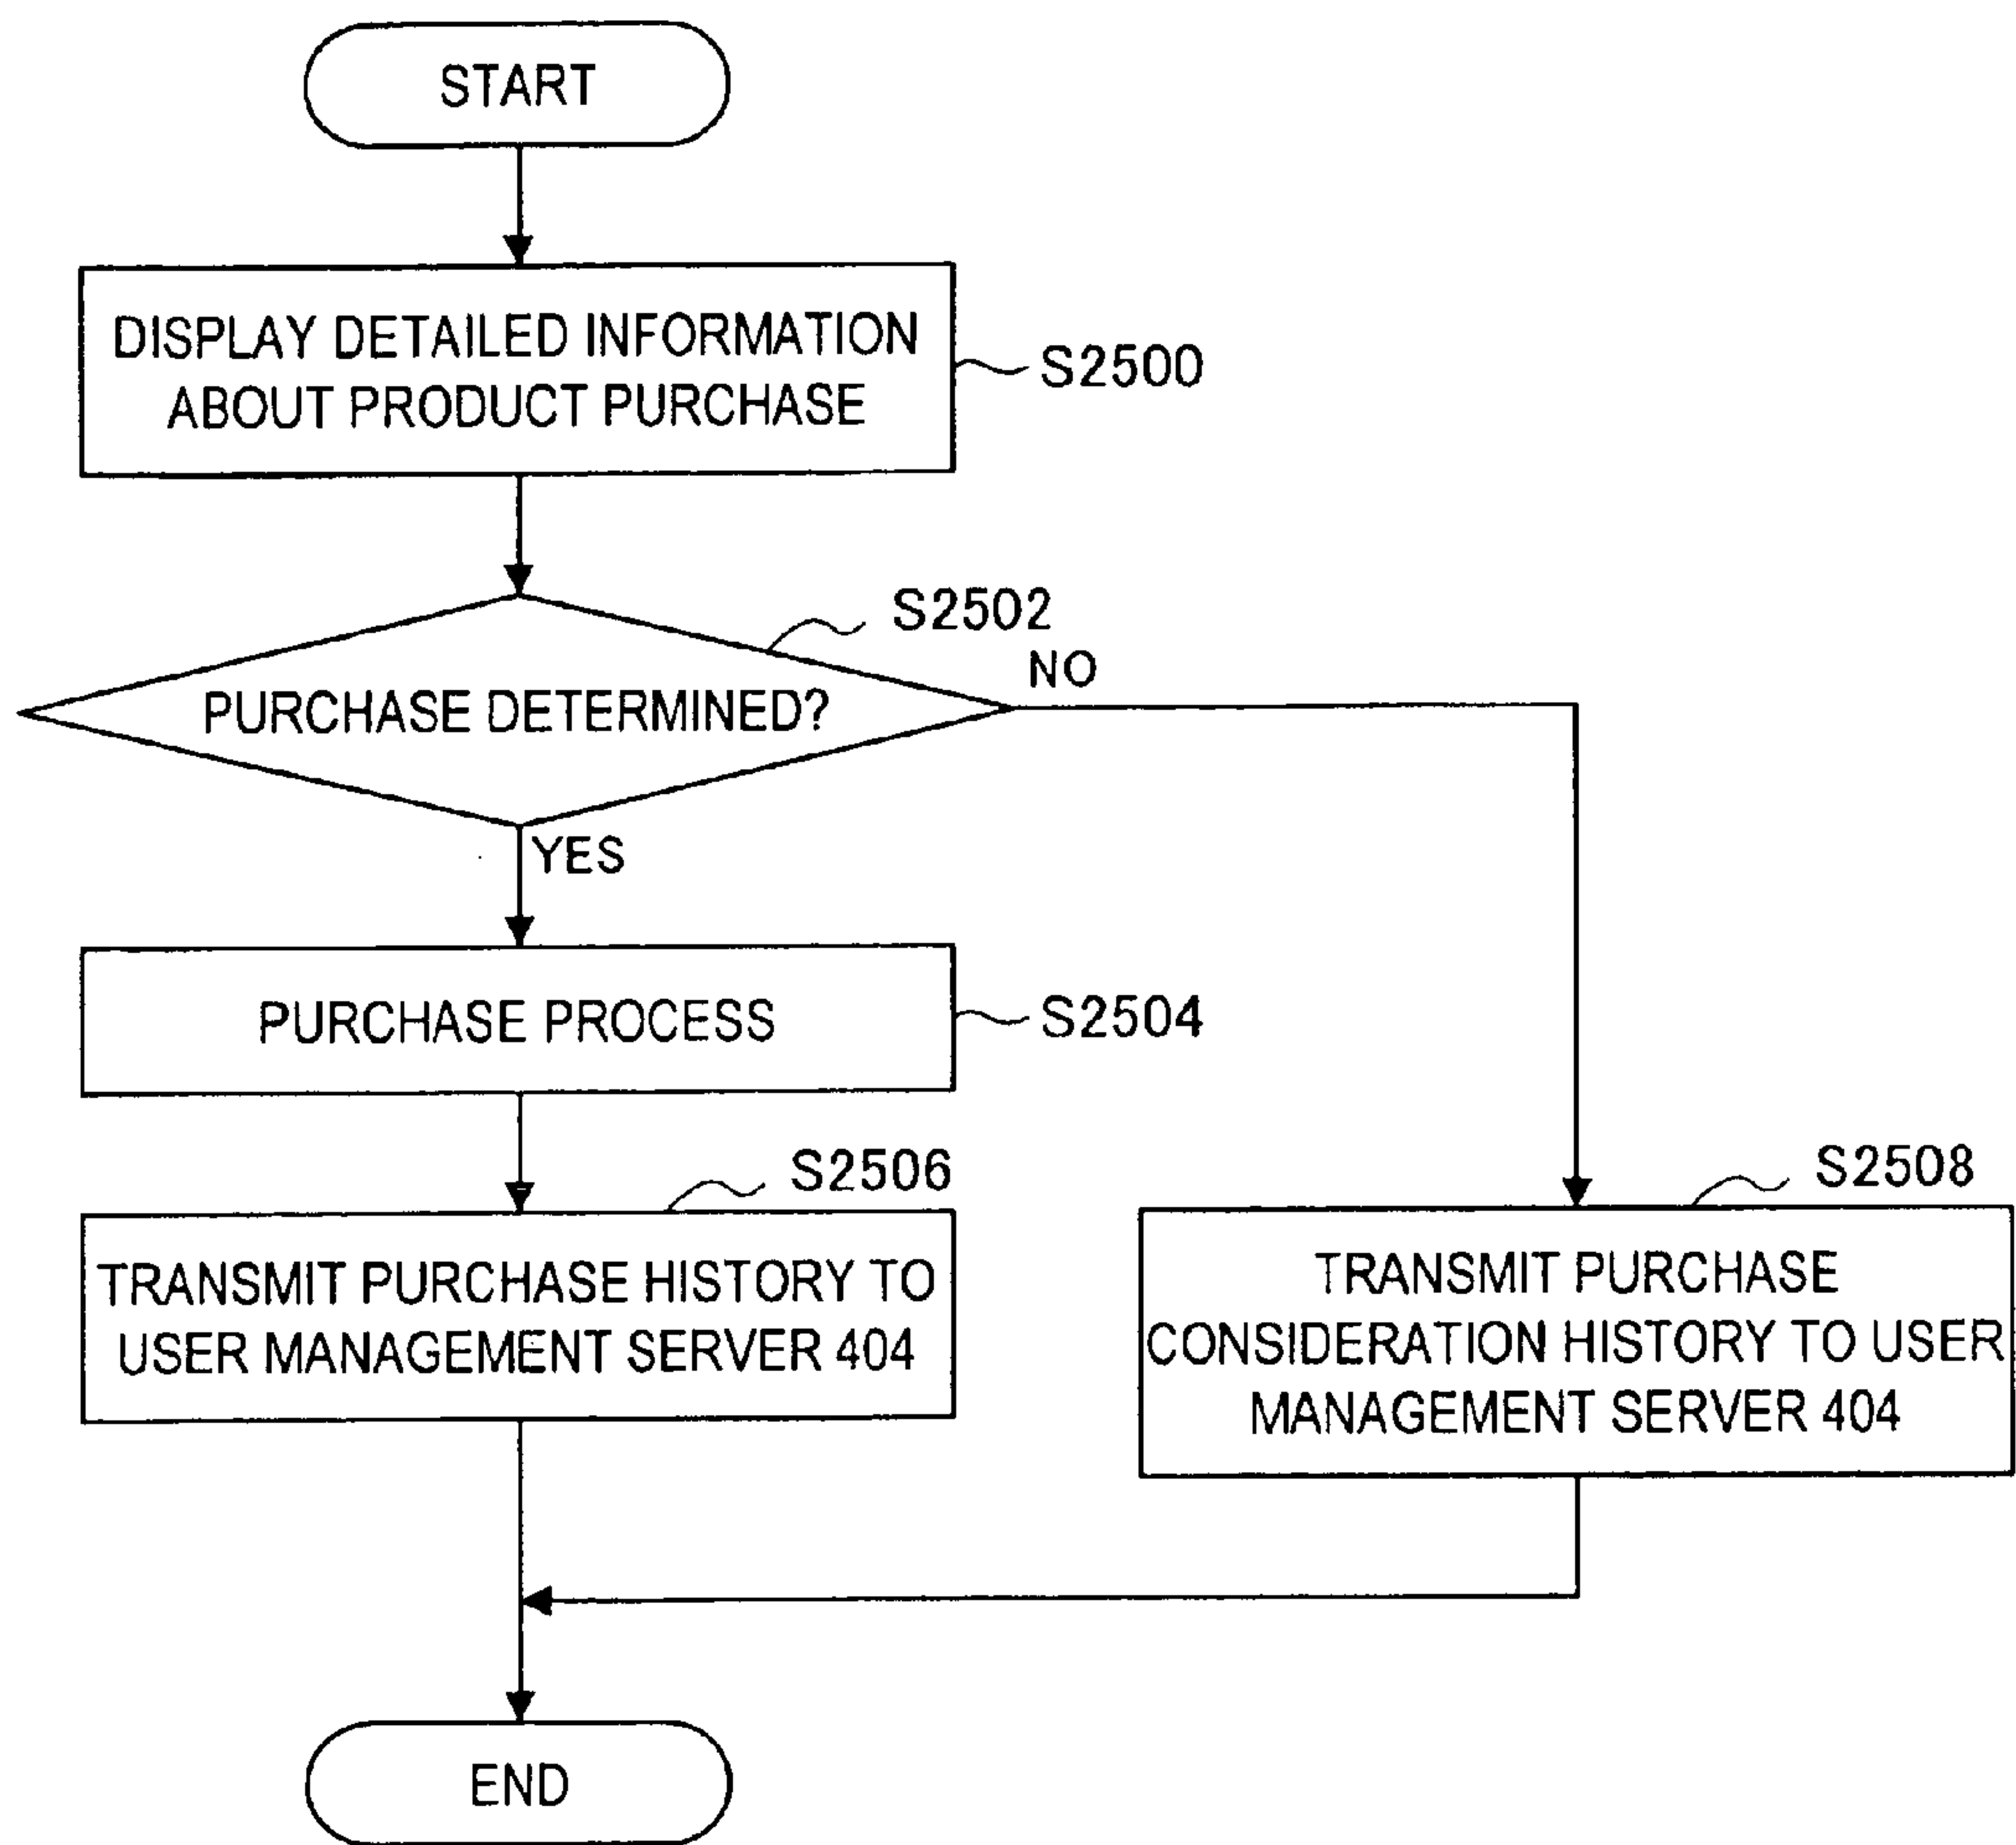 START
DISPLAY DETAILED INFORMATION
ABOUT PRODUCT PURCHASE
S2500
S2502
NO
PURCHASE DETERMINED?
YES
PURCHASE PROCESS
S2504
S2506
TRANSMIT PURCHASE HISTORY TO
USER MANAGEMENT SERVER 404
S2508
TRANSMIT PURCHASE
CONSIDERATION HISTORY TO USER
MANAGEMENT SERVER 404
END